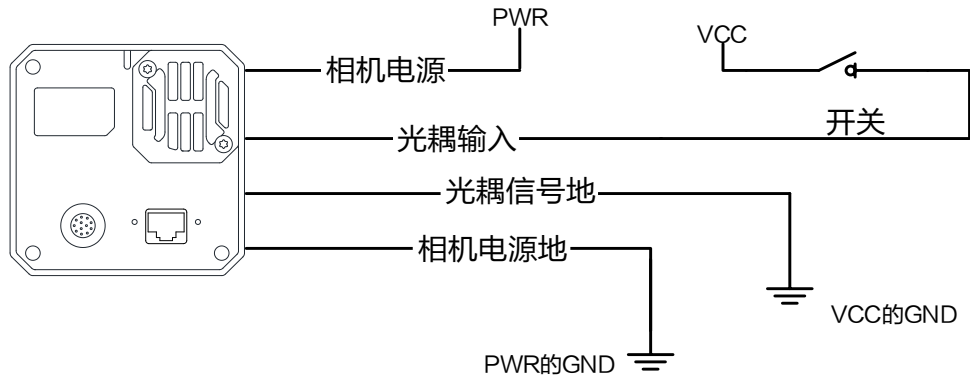 PWR
VCC
相机电源
开关
光耦输入
光耦信号地
相机电源地
VCC的GND
PWR的GND